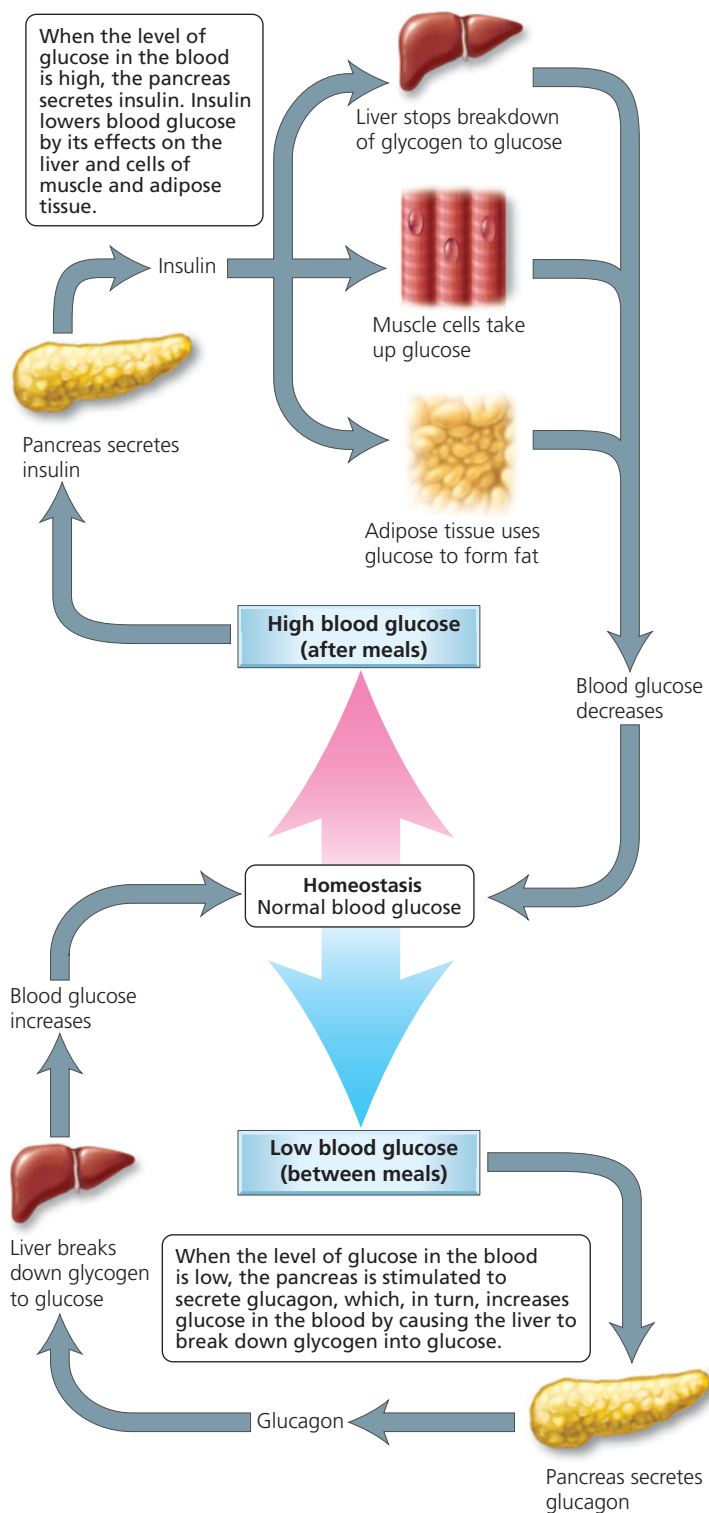 When the level of
glucose in the blood
is high, the pancreas
secretes insulin. Insulin
lowers blood glucose
by its effects on the
liver and cells of
muscle and adipose
tissue.
Liver stops breakdown
of glycogen to glucose
Insulin
Muscle cells take
up glucose
Pancreas secretes
insulin
Adipose tissue uses
glucose to form fat
High blood glucose
(after meals)
Blood glucose
decreases
Homeostasis
Normal blood glucose
Blood glucose
increases
Low blood glucose
(between meals)
Liver breaks
down glycogen
to glucose
When the level of glucose in the blood
is low, the pancreas is stimulated to
secrete glucagon, which, in turn, increases
glucose in the blood by causing the liver to
break down glycogen into glucose.
Glucagon
Pancreas secretes
glucagon